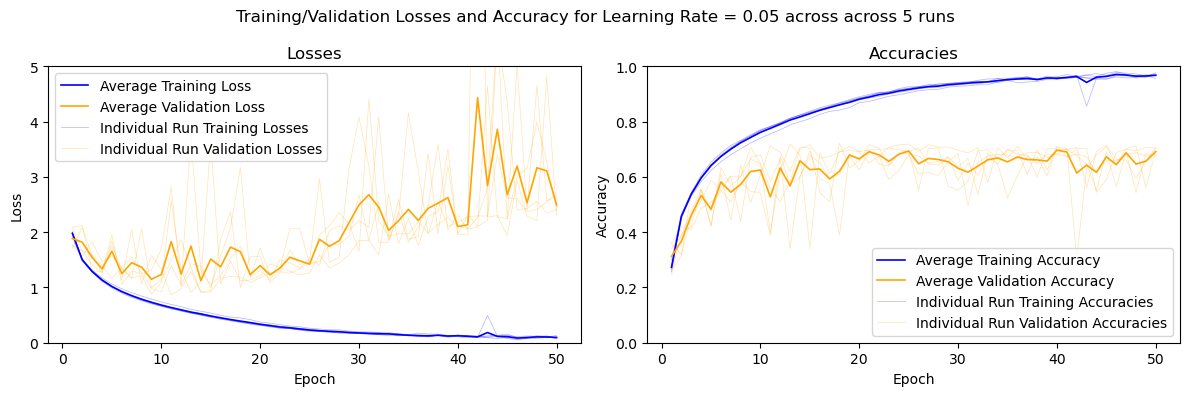 Training/Validation Losses and Accuracy for Learning Rate = 0.05 across across 5 runs
Losses
5
4
3
2
1
0
Loss
Average Training Loss
Average Validation Loss
Individual Run Training Losses
Individual Run Validation Losses
0 10 20 30 40 50
Epoch
Accuracies
1.0
0.8
0.6
0.4
0.2
0.0
Accuracy
Average Training Accuracy
Average Validation Accuracy
Individual Run Training Accuracies
Individual Run Validation Accuracies
0 10 20 30 40 50
Epoch